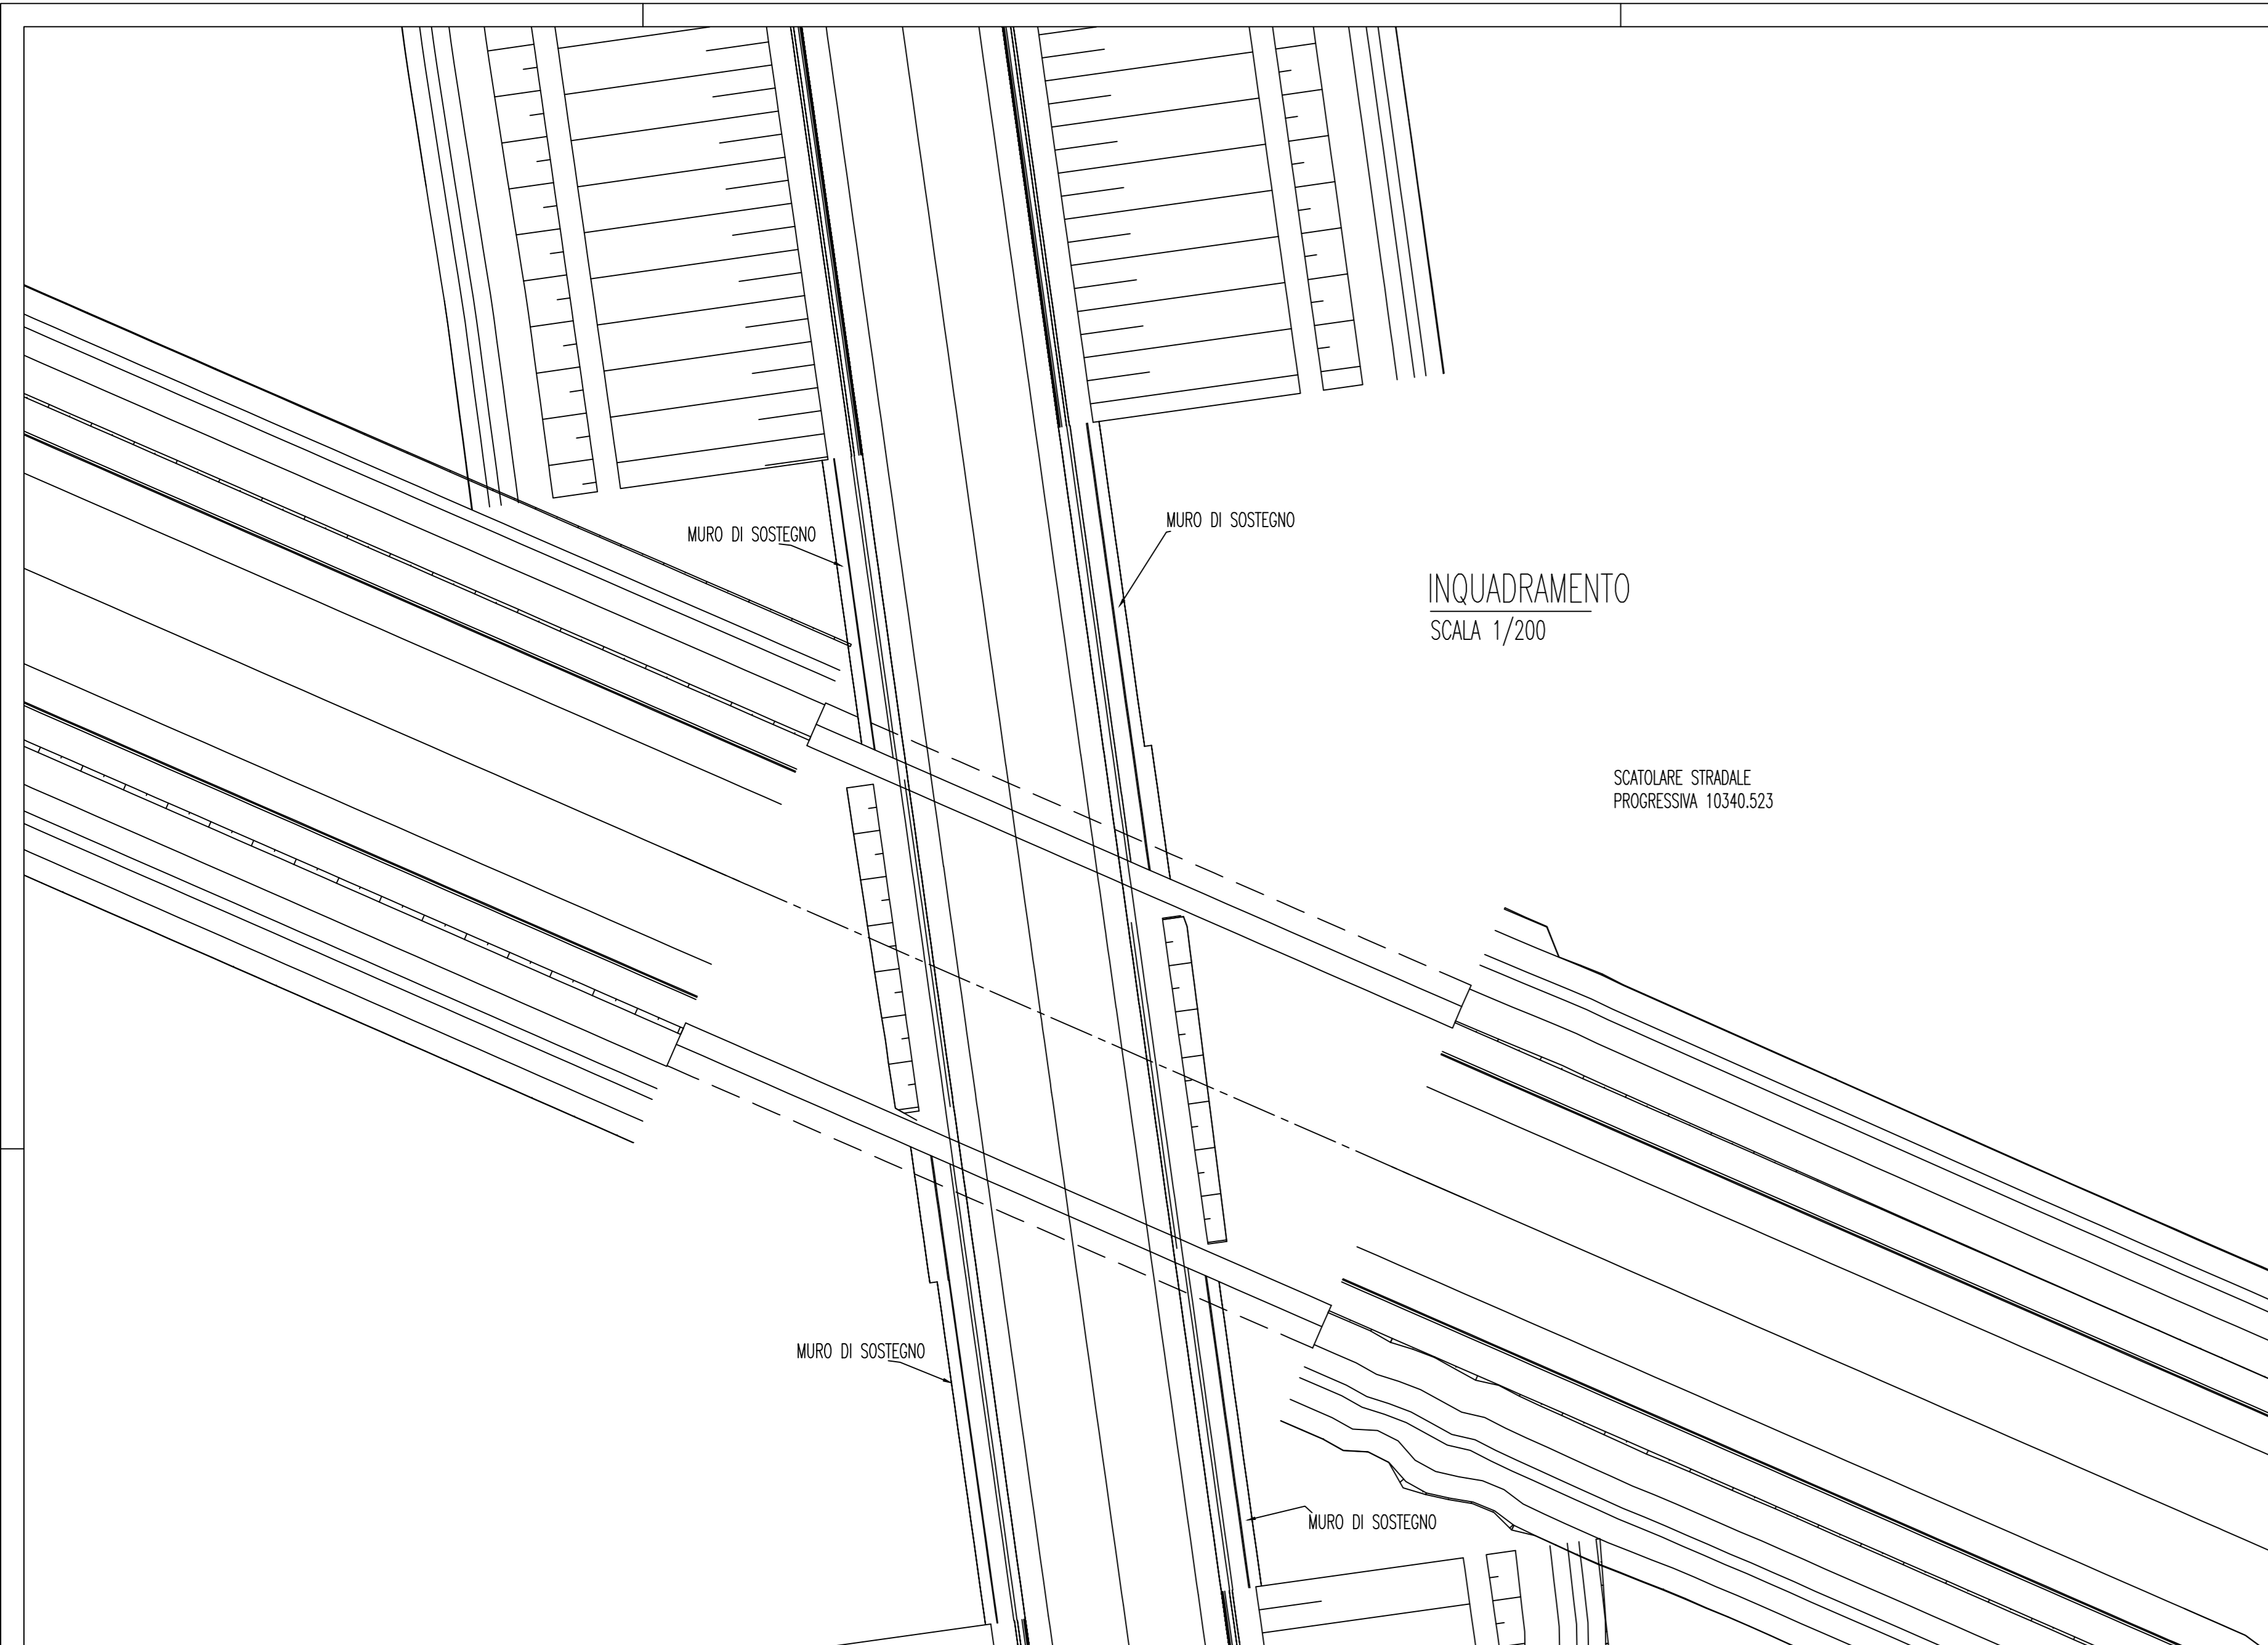 MURO DI SOSTEGNO
MURO DI SOSTEGNO
INQUADRAMENTO
SCALA 1/200
SCATOLARE STRADALE
PROGRESSIVA 10340.523
MURO DI SOSTEGNO
MURO DI SOSTEGNO